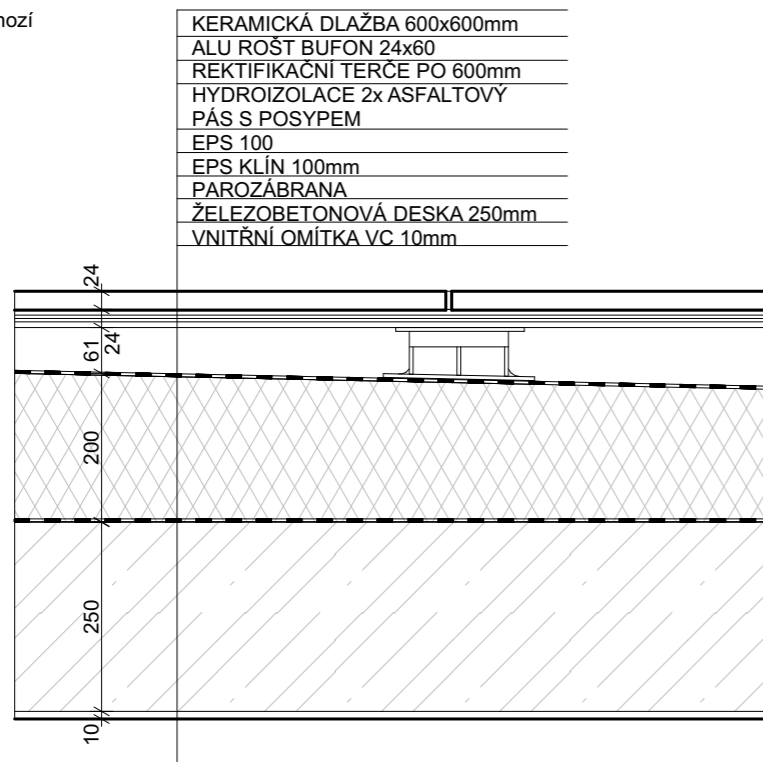 nozí
KERAMICKÁ DLAŽBA 600x600mm
ALU ROŠT BUFON 24x60
REKTIFIKAČNÍ TERČE PO 600mm
HYDROIZOLACE 2x ASFALTOVÝ
PÁS S POSYPEM
EPS 100
EPS KLÍN 100mm
PAROZÁBRANA
ŽELEZOBETONOVÁ DESKA 250mm
VNITŘNÍ OMÍTKA VC 10mm
24
61
24
200
250
10